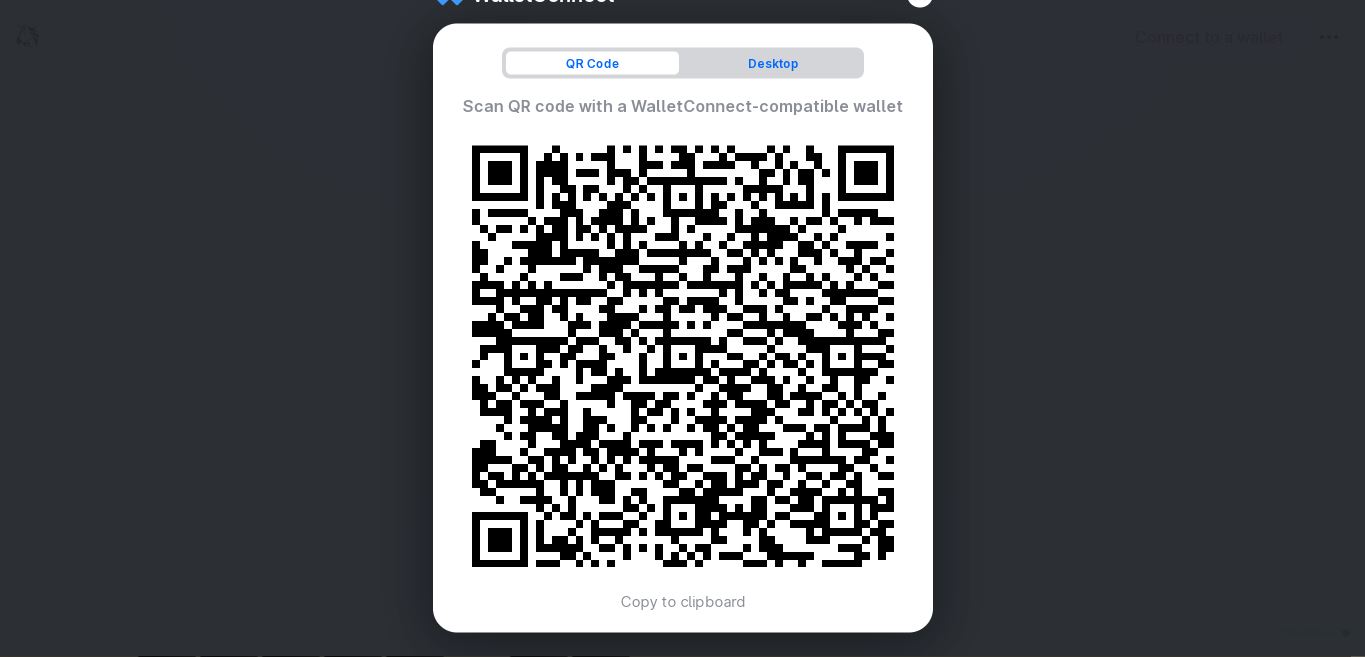 WalletConnect
Connect to a wallet
QR Code
Desktop
Scan QR code with a WalletConnect-compatible wallet
Copy to clipboard